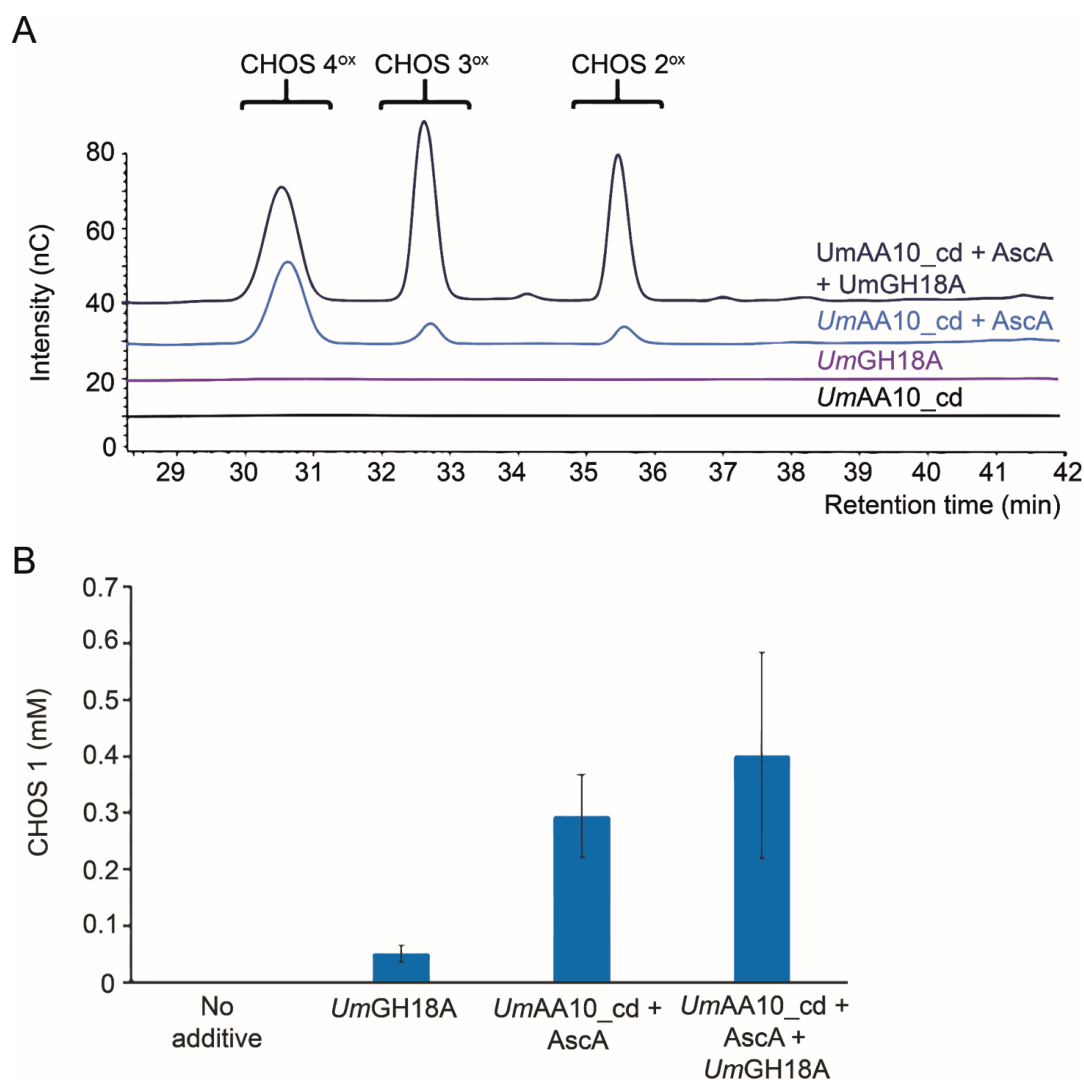 A
CHOS 4ᵒˣ CHOS 3ᵒˣ CHOS 2ᵒˣ
80
60
40
20
0
Intensity (nC)
UmAA10_cd + AscA
+ UmGH18A
UmAA10_cd + AscA
UmGH18A
UmAA10_cd
29 30 31 32 33 34 35 36 37 38 39 40 41 42
Retention time (min)
B
0.7
0.6
0.5
0.4
0.3
0.2
0.1
0
CHOS 1 (mM)
No
additive
UmGH18A
UmAA10_cd +
AscA
UmAA10_cd +
AscA +
UmGH18A